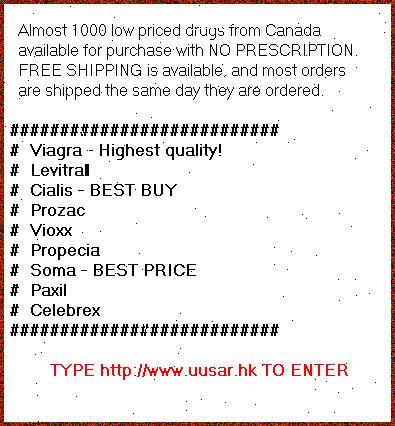 Almost 1000 low priced drugs from Canada
available for purchase with NO PRESCRIPTION.
FREE SHIPPING is available, and most orders
are shipped the same day they are ordered.
###########################
# Viagra - Highest quality!
# Levitrall
# Cialis - BEST BUY
# Prozac
# Vioxx
# Propecia
# Soma - BEST PRICE
# Paxil
# Celebrex
###########################
TYPE http://www.uusar.hk TO ENTER